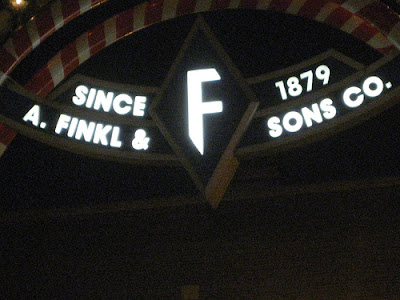 SINCE 1879
F
A. FINKL & SONS CO.